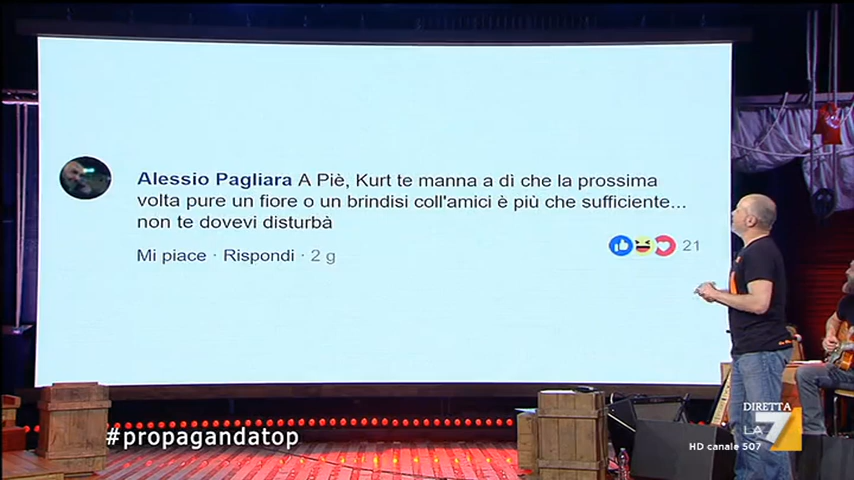 Alessio Pagliara A Piè, Kurt te manna a dì che la prossima
volta pure un fiore o un brindisi coll'amici è più che sufficiente...
non te dovevi disturbà
Mi piace · Rispondi · 2 g
21
#propagandatop
DIRETTA
LA 7
HD canale 507